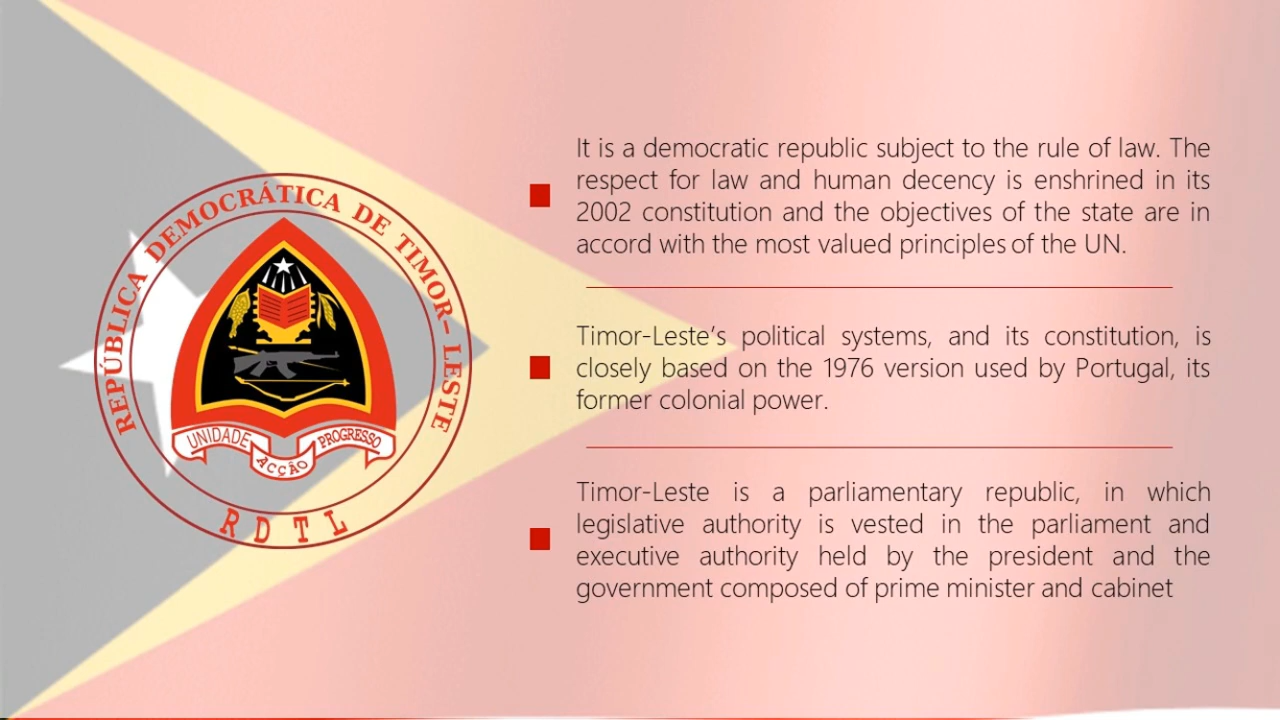 REPÚBLICA DEMOCRÁTICA DE TIMOR-LESTE
UNIDADE ACÇÃO PROGRESSO
R D T L
It is a democratic republic subject to the rule of law. The
respect for law and human decency is enshrined in its
2002 constitution and the objectives of the state are in
accord with the most valued principles of the UN.
Timor-Leste’s political systems, and its constitution, is
closely based on the 1976 version used by Portugal, its
former colonial power.
Timor-Leste is a parliamentary republic, in which
legislative authority is vested in the parliament and
executive authority held by the president and the
government composed of prime minister and cabinet